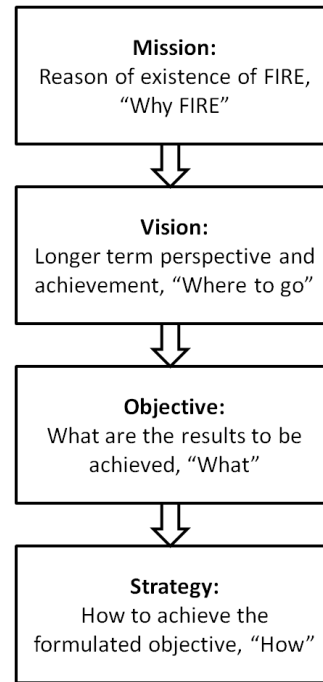 Mission:
Reason of existence of FIRE,
“Why FIRE”
Vision:
Longer term perspective and
achievement, “Where to go”
Objective:
What are the results to be
achieved, “What”
Strategy:
How to achieve the
formulated objective, “How”